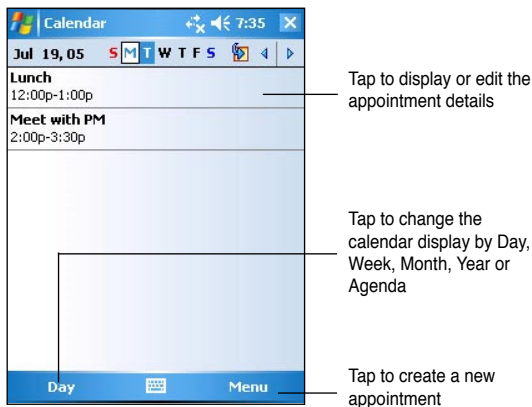 Calendar 7:35
Jul 19, 05 S M T W T F S
Lunch
12:00p-1:00p
Meet with PM
2:00p-3:30p
Day Menu
Tap to display or edit the
appointment details
Tap to change the
calendar display by Day,
Week, Month, Year or
Agenda
Tap to create a new
appointment